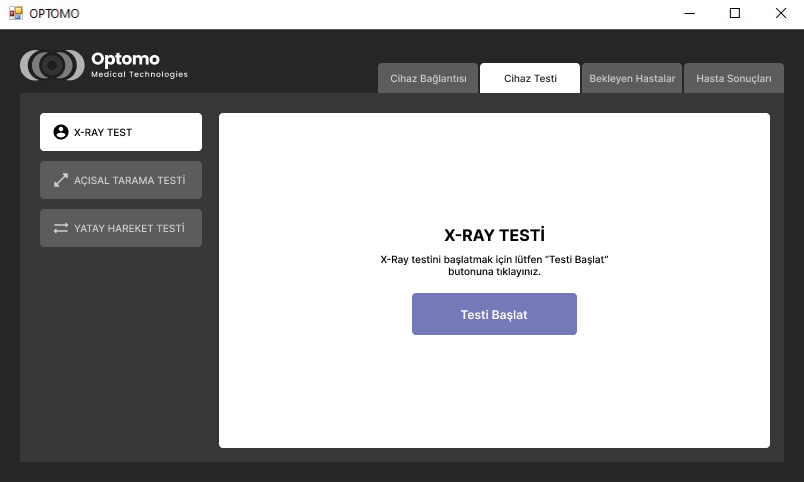 OPTOMO
Optomo
Medical Technologies
Cihaz Bağlantısı
Cihaz Testi
Bekleyen Hastalar
Hasta Sonuçları
X-RAY TEST
AÇISAL TARAMA TESTİ
YATAY HAREKET TESTİ
X-RAY TESTİ
X-Ray testini başlatmak için lütfen “Testi Başlat”
butonuna tıklayınız.
Testi Başlat